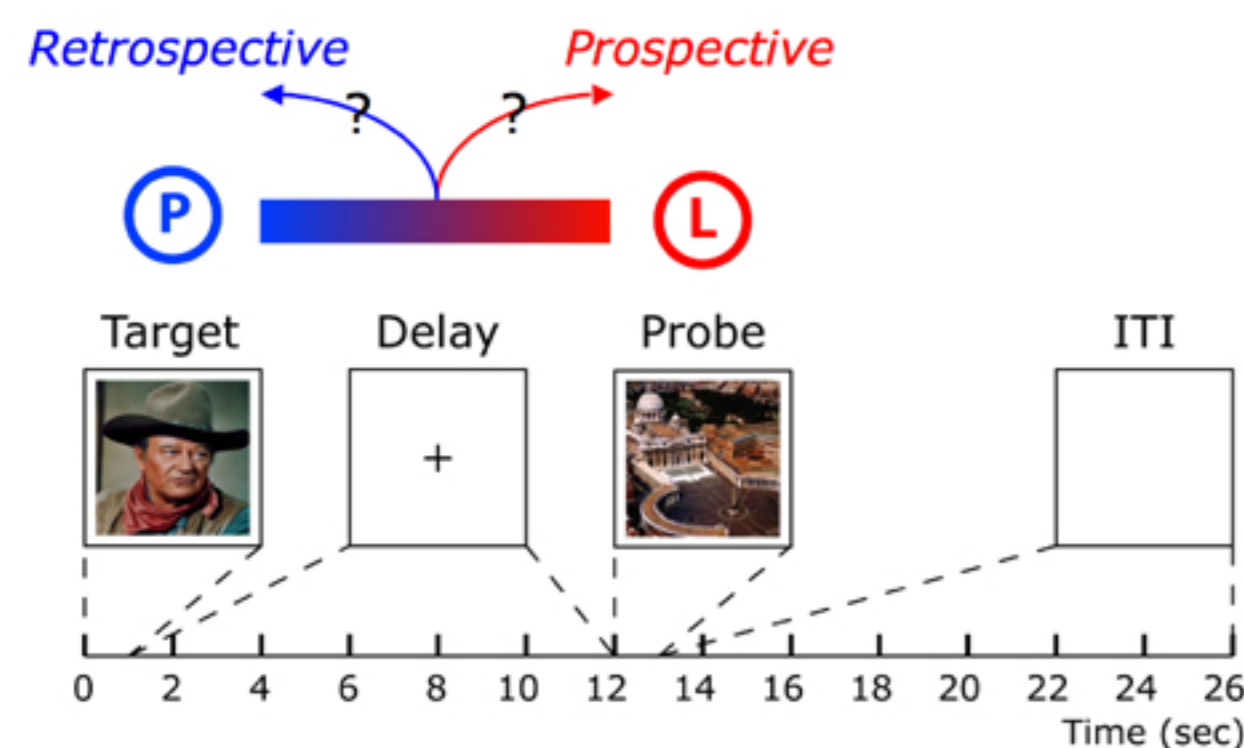 Retrospective Prospective
? ?
P L
Target Delay Probe ITI
+
0 2 4 6 8 10 12 14 16 18 20 22 24 26
Time (sec)